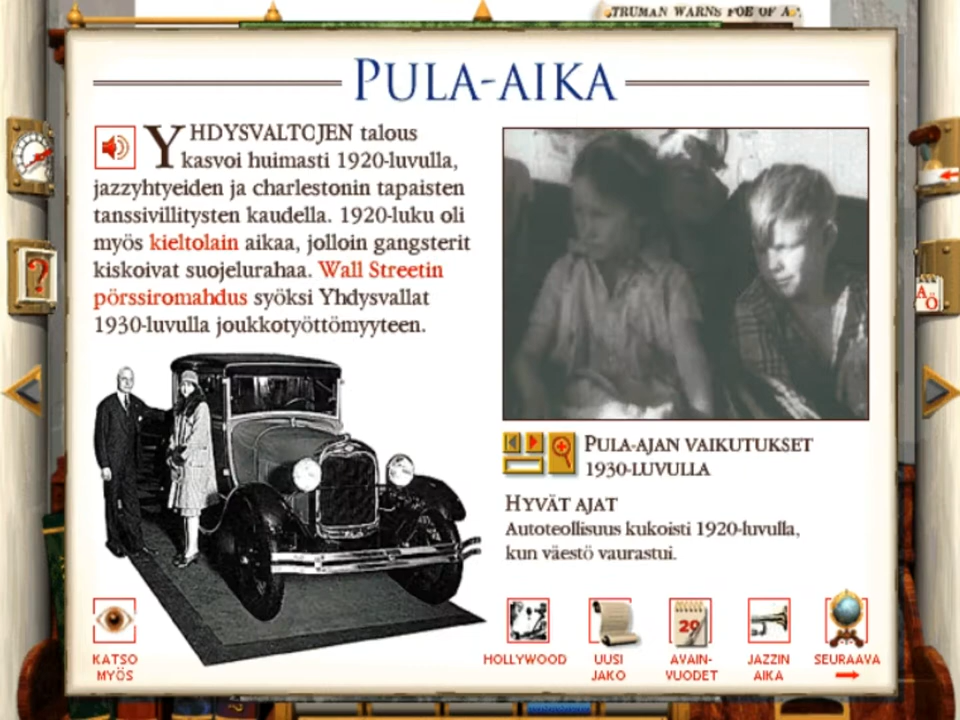 TRUMAN WARNS FOE OF A
PULA-AIKA
YHDYSVALTOJEN talous
kasvoi huimasti 1920-luvulla,
jazzyhtyeiden ja charlestonin tapaisten
tanssivillitysten kaudella. 1920-luku oli
myös kieltolain aikaa, jolloin gangsterit
kiskoivat suojelurahaa. Wall Streetin
pörssiromahdus syöksi Yhdysvallat
1930-luvulla joukkotyöttömyyteen.
PULA-AJAN VAIKUTUKSET
1930-LUVULLA
HYVÄT AJAT
Autoteollisuus kukoisti 1920-luvulla,
kun väestö vaurastui.
?
A
Ö
29
KATSO
MYÖS
HOLLYWOOD
UUSI
JAKO
AVAIN-
VUODET
JAZZIN
AIKA
SEURAAVA